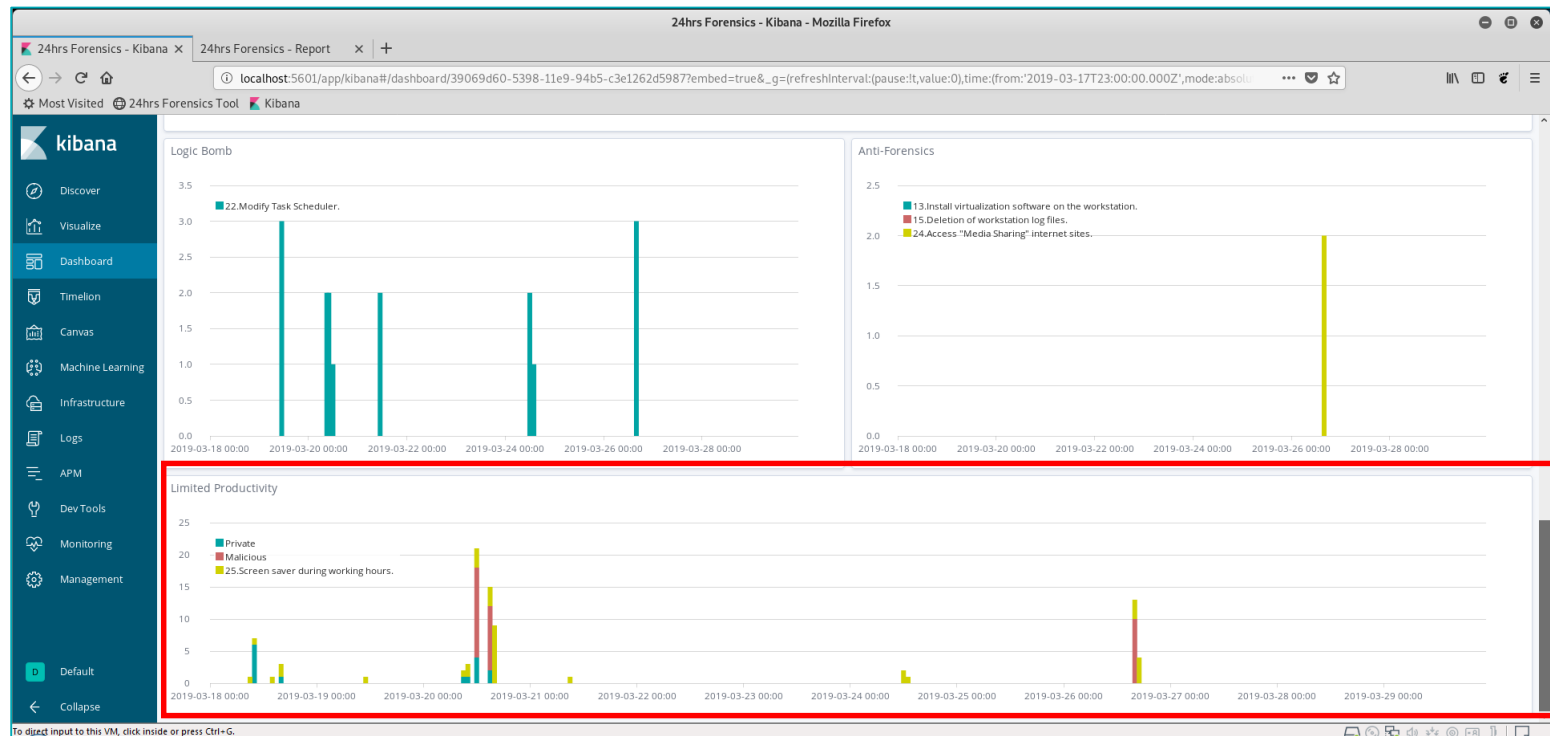 24hrs Forensics - Kibana - Mozilla Firefox
24hrs Forensics - Kibana × 24hrs Forensics - Report × +
localhost:5601/app/kibana#/dashboard/39069d60-5398-11e9-94b5-c3e1262d5987?embed=true&_g=(refreshInterval:(pause:!t,value:0),time:(from:'2019-03-17T23:00:00.000Z',mode:absolu
Most Visited 24hrs Forensics Tool Kibana
kibana
Discover
Visualize
Dashboard
Timelion
Canvas
Machine Learning
Infrastructure
Logs
APM
Dev Tools
Monitoring
Management
D Default
Collapse
Logic Bomb
3.5
22.Modify Task Scheduler.
3.0
2.5
2.0
1.5
1.0
0.5
0.0
2019-03-18 00:00 2019-03-20 00:00 2019-03-22 00:00 2019-03-24 00:00 2019-03-26 00:00 2019-03-28 00:00
Anti-Forensics
2.5
13.Install virtualization software on the workstation.
15.Deletion of workstation log files.
24.Access "Media Sharing" internet sites.
2.0
1.5
1.0
0.5
0.0
2019-03-18 00:00 2019-03-20 00:00 2019-03-22 00:00 2019-03-24 00:00 2019-03-26 00:00 2019-03-28 00:00
Limited Productivity
25
Private
20
Malicious
25.Screen saver during working hours.
15
10
5
0
2019-03-18 00:00 2019-03-19 00:00 2019-03-20 00:00 2019-03-21 00:00 2019-03-22 00:00 2019-03-23 00:00 2019-03-24 00:00 2019-03-25 00:00 2019-03-26 00:00 2019-03-27 00:00 2019-03-28 00:00 2019-03-29 00:00
To direct input to this VM, click inside or press Ctrl+G.